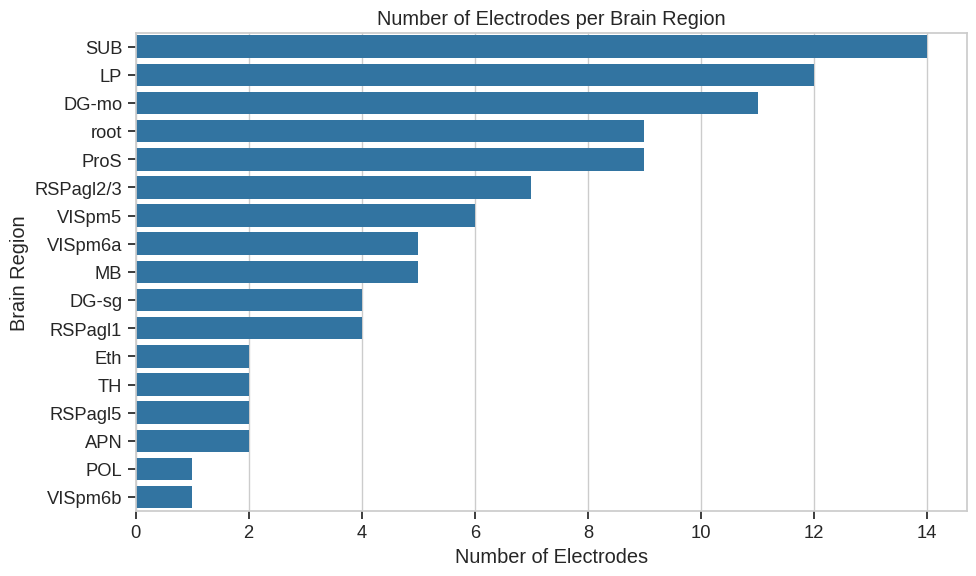 Number of Electrodes per Brain Region
Brain Region
SUB
LP
DG-mo
root
ProS
RSPagl2/3
VISpm5
VISpm6a
MB
DG-sg
RSPagl1
Eth
TH
RSPagl5
APN
POL
VISpm6b
0 2 4 6 8 10 12 14
Number of Electrodes